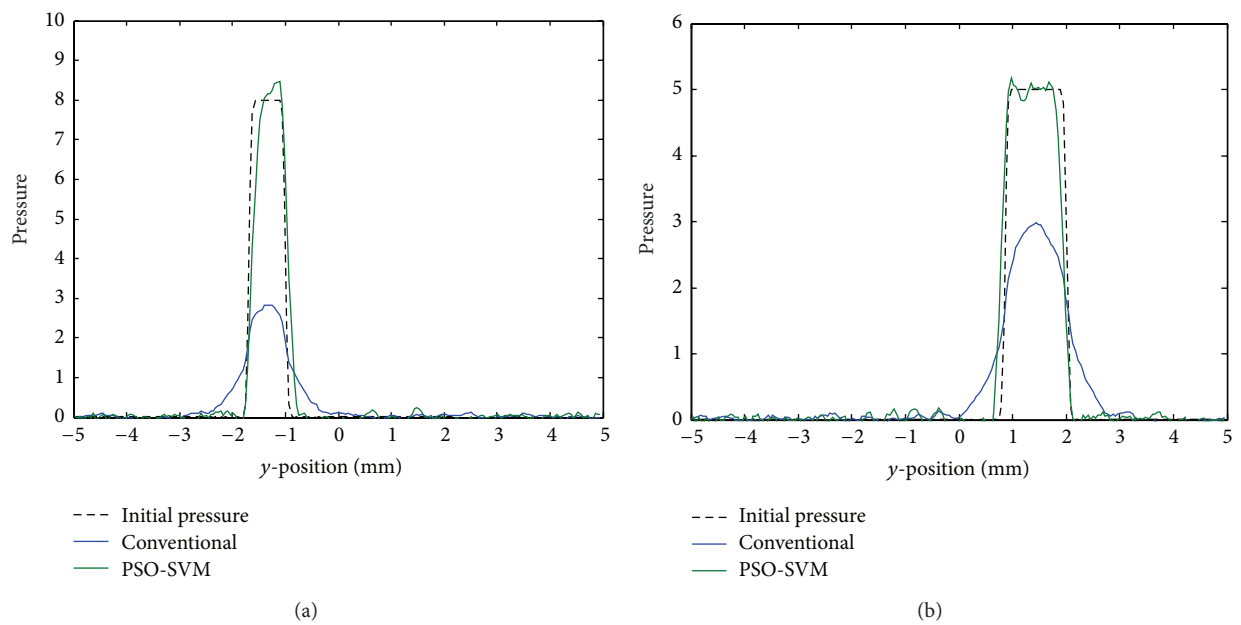 10
9
8
7
6
5
4
3
2
1
0
Pressure
−5 −4 −3 −2 −1 0 1 2 3 4 5
y-position (mm)
Initial pressure
Conventional
PSO-SVM
(a)
6
5
4
3
2
1
0
Pressure
−5 −4 −3 −2 −1 0 1 2 3 4 5
y-position (mm)
Initial pressure
Conventional
PSO-SVM
(b)